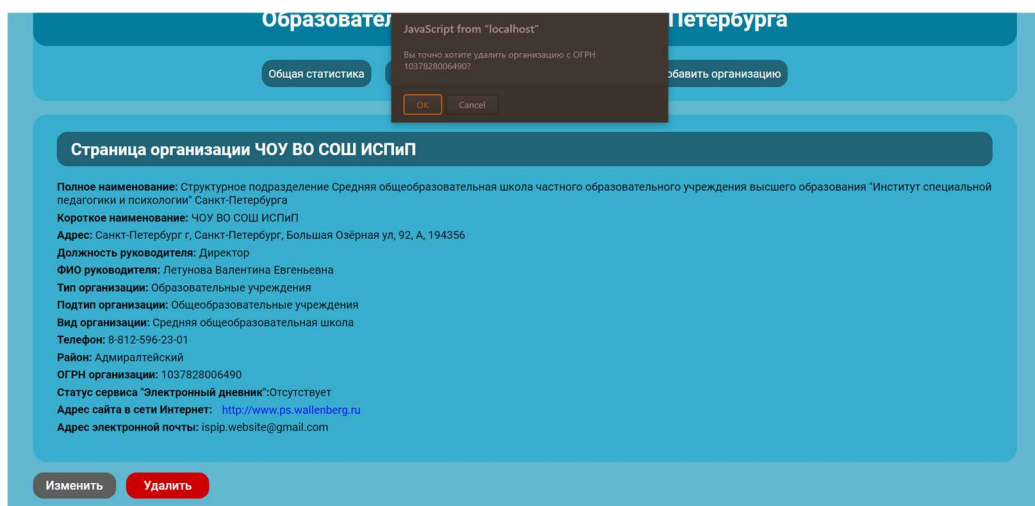 Образовател Петербурга
JavaScript from "localhost"
Вы точно хотите удалить организацию с ОГРН
1037828006490?
OK Cancel
Общая статистика обавить организацию
Страница организации ЧОУ ВО СОШ ИСПиП
Полное наименование: Структурное подразделение Средняя общеобразовательная школа частного образовательного учреждения высшего образования "Институт специальной
педагогики и психологии" Санкт-Петербурга
Короткое наименование: ЧОУ ВО СОШ ИСПиП
Адрес: Санкт-Петербург г, Санкт-Петербург, Большая Озёрная ул, 92, А, 194356
Должность руководителя: Директор
ФИО руководителя: Летунова Валентина Евгеньевна
Тип организации: Образовательные учреждения
Подтип организации: Общеобразовательные учреждения
Вид организации: Средняя общеобразовательная школа
Телефон: 8-812-596-23-01
Район: Адмиралтейский
ОГРН организации: 1037828006490
Статус сервиса "Электронный дневник":Отсутствует
Адрес сайта в сети Интернет: http://www.ps.wallenberg.ru
Адрес электронной почты: ispip.website@gmail.com
Изменить Удалить